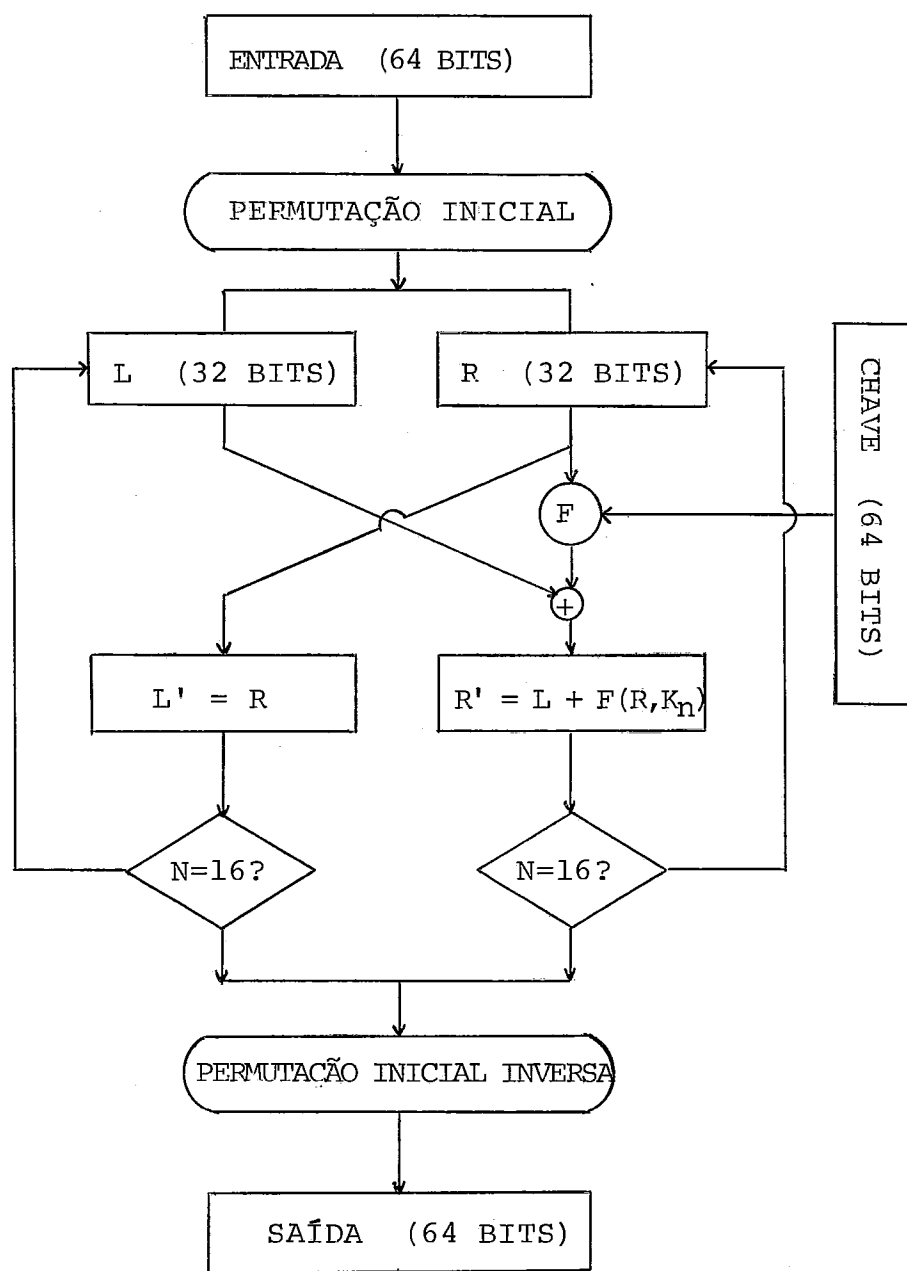 ENTRADA (64 BITS)
PERMUTAÇÃO INICIAL
L (32 BITS)
R (32 BITS)
CHAVE (64 BITS)
F
+
L' = R
R' = L + F(R,Kn)
N=16?
N=16?
PERMUTAÇÃO INICIAL INVERSA
SAÍDA (64 BITS)